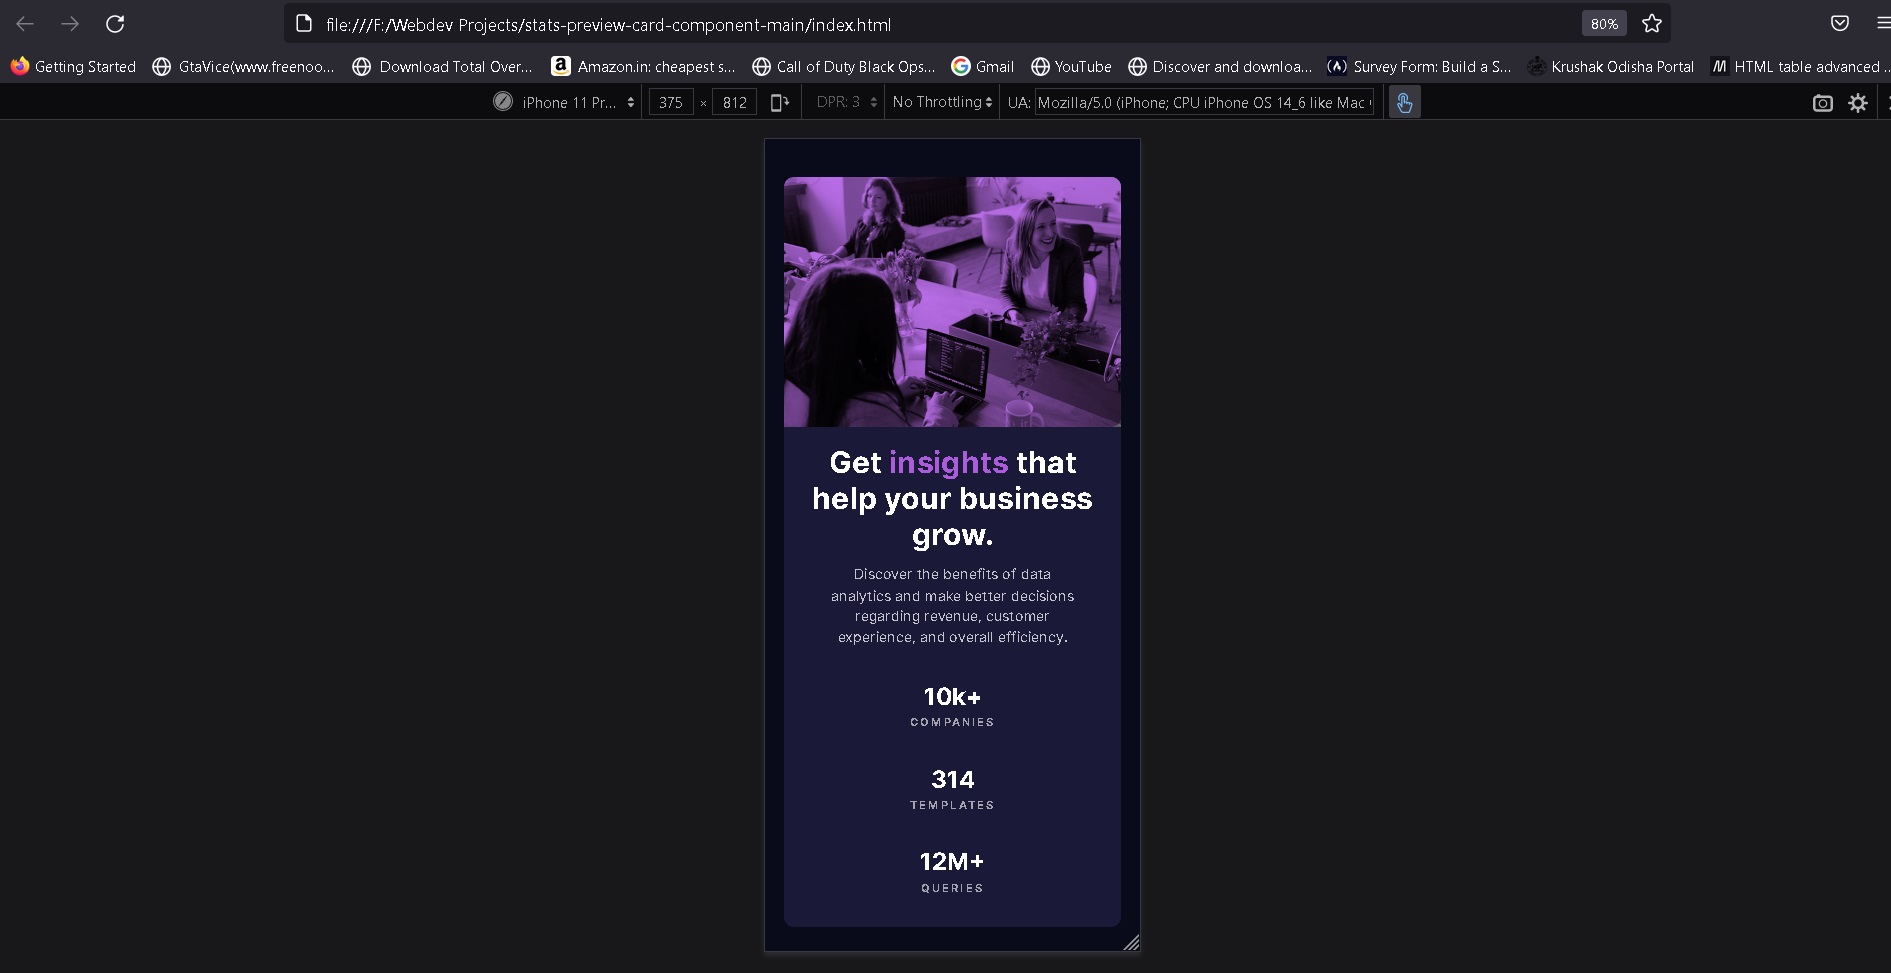 file:///F:/Webdev Projects/stats-preview-card-component-main/index.html
80%
Getting Started
GtaVice(www.freenoo...
Download Total Over...
Amazon.in: cheapest s...
Call of Duty Black Ops...
Gmail
YouTube
Discover and downloa...
Survey Form: Build a S...
Krushak Odisha Portal
HTML table advanced ...
iPhone 11 Pr...
375 × 812
DPR: 3
No Throttling
UA: Mozilla/5.0 (iPhone; CPU iPhone OS 14_6 like Mac
Get insights that
help your business
grow.
Discover the benefits of data
analytics and make better decisions
regarding revenue, customer
experience, and overall efficiency.
10k+
COMPANIES
314
TEMPLATES
12M+
QUERIES